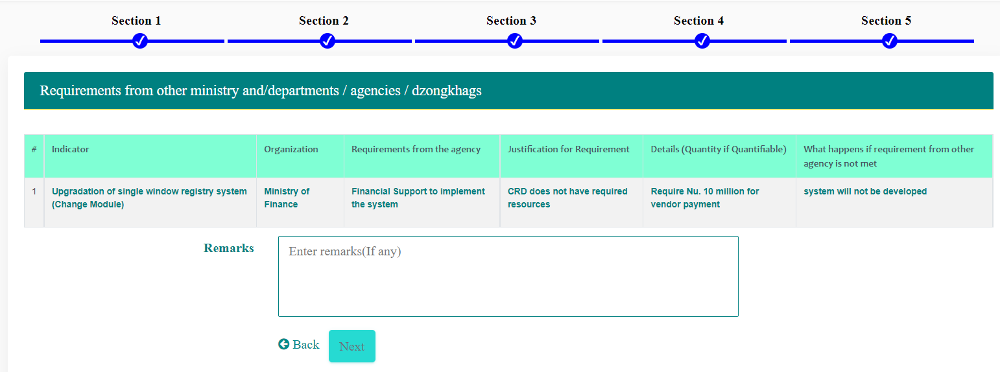 Section 1 Section 2 Section 3 Section 4 Section 5
Requirements from other ministry and/departments / agencies / dzongkhags
# Indicator Organization Requirements from the agency Justification for Requirement Details (Quantity if Quantifiable) What happens if requirement from other
agency is not met
1 Upgradation of single window registry system Ministry of Financial Support to implement CRD does not have required Require Nu. 10 million for system will not be developed
(Change Module) Finance the system resources vendor payment
Remarks Enter remarks(If any)
Back Next